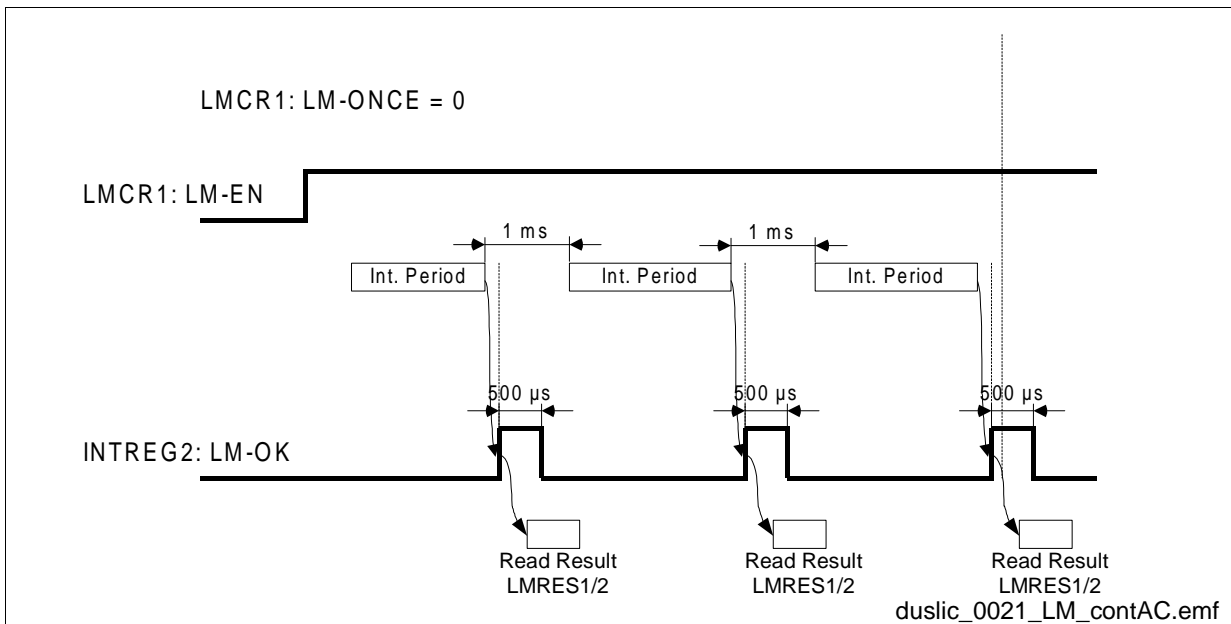 LMCR1: LM-ONCE = 0
LMCR1: LM-EN
1 ms
1 ms
Int. Period
Int. Period
Int. Period
500 µs
500 µs
500 µs
INTREG2: LM-OK
Read Result
LMRES1/2
Read Result
LMRES1/2
Read Result
LMRES1/2
duslic_0021_LM_contAC.emf